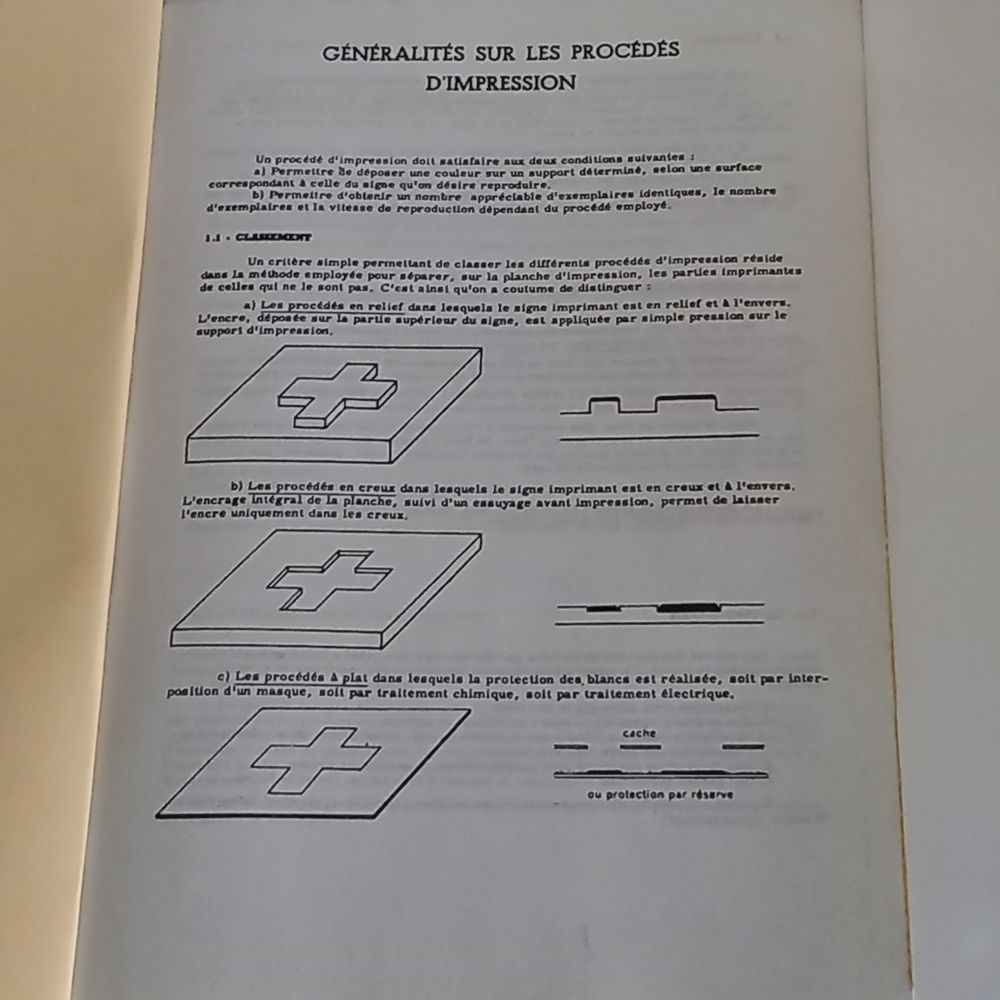 GÉNÉRALITÉS SUR LES PROCÉDÉS
D'IMPRESSION
Un procédé d'impression doit satisfaire aux deux conditions suivantes :
a) Permettre de déposer une couleur sur un support déterminé, selon une surface
correspondant à celle du signe qu'on désire reproduire.
b) Permettre d'obtenir un nombre appréciable d'exemplaires identiques, le nombre
d'exemplaires et la vitesse de reproduction dépendant du procédé employé.
1.1 - CLASSEMENT
Un critère simple permettant de classer les différents procédés d'impression réside
dans la méthode employée pour séparer, sur la planche d'impression, les parties imprimantes
de celles qui ne le sont pas. C'est ainsi qu'on a coutume de distinguer :
a) Les procédés en relief dans lesquels le signe imprimant est en relief et à l'envers.
L'encre, déposée sur la partie supérieur du signe, est appliquée par simple pression sur le
support d'impression.
b) Les procédés en creux dans lesquels le signe imprimant est en creux et à l'envers.
L'encrage intégral de la planche, suivi d'un essuyage avant impression, permet de laisser
l'encre uniquement dans les creux.
c) Les procédés à plat dans lesquels la protection des blancs est réalisée, soit par inter-
position d'un masque, soit par traitement chimique, soit par traitement électrique.
cache
ou protection par réserve